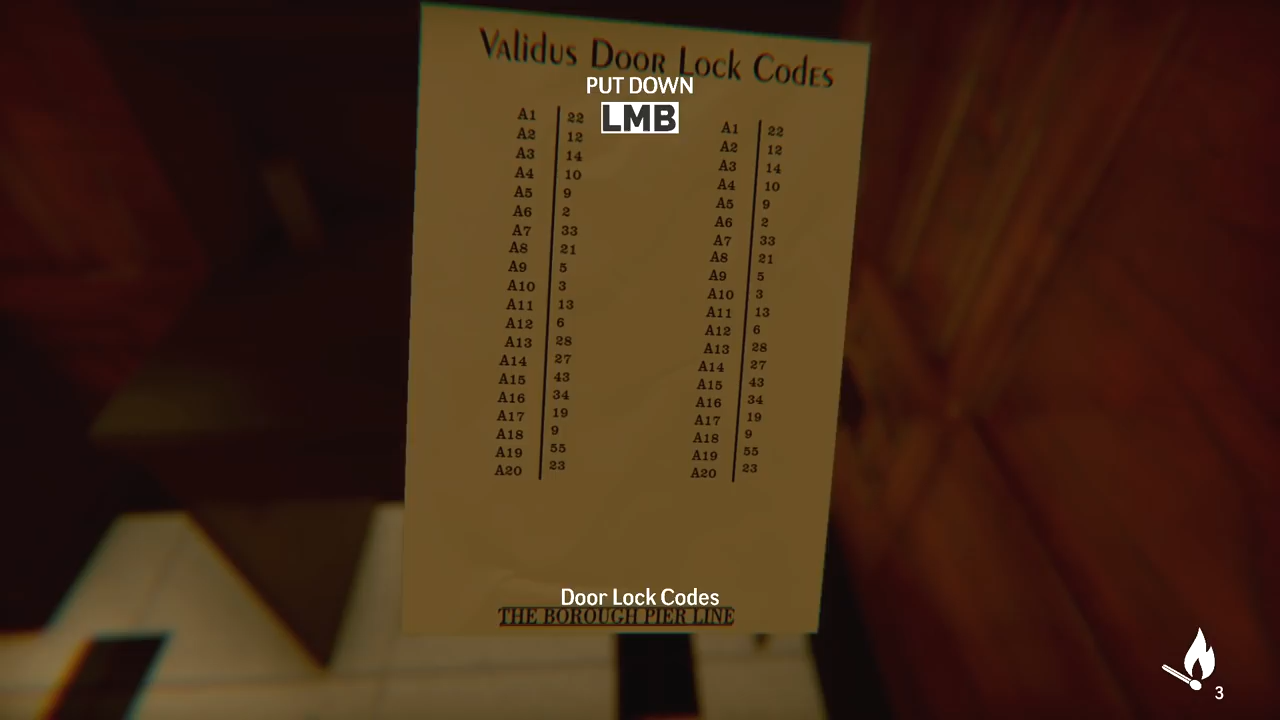 Validus Door Lock Codes
PUT DOWN
LMB
A1 22 A1 22
A2 12 A2 12
A3 14 A3 14
A4 10 A4 10
A5 9 A5 9
A6 2 A6 2
A7 33 A7 33
A8 21 A8 21
A9 5 A9 5
A10 3 A10 3
A11 13 A11 13
A12 6 A12 6
A13 28 A13 28
A14 27 A14 27
A15 43 A15 43
A16 34 A16 34
A17 19 A17 19
A18 9 A18 9
A19 55 A19 55
A20 23 A20 23
Door Lock Codes
THE BOROUGH PIER LINE
3